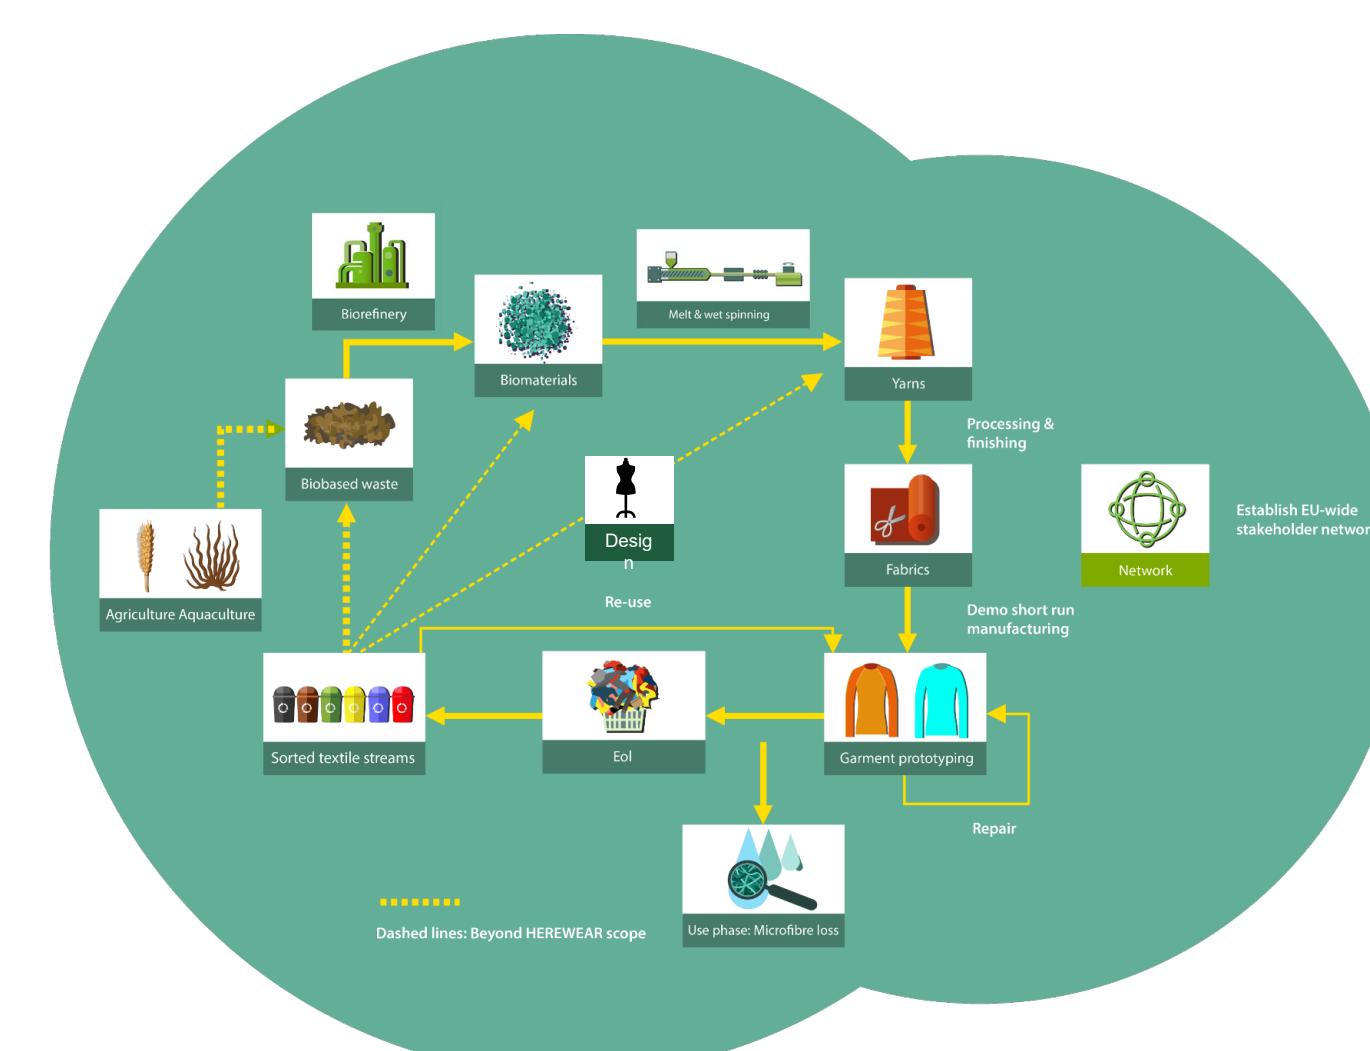 Biorefinery
Melt & wet spinning
Biomaterials
Yarns
Processing &
finishing
Biobased waste
Desig
n
Fabrics
Network
Establish EU-wide
stakeholder networ
Agriculture Aquaculture
Re-use
Demo short run
manufacturing
Sorted textile streams
Eol
Garment prototyping
Repair
Use phase: Microfibre loss
Dashed lines: Beyond HEREWEAR scope